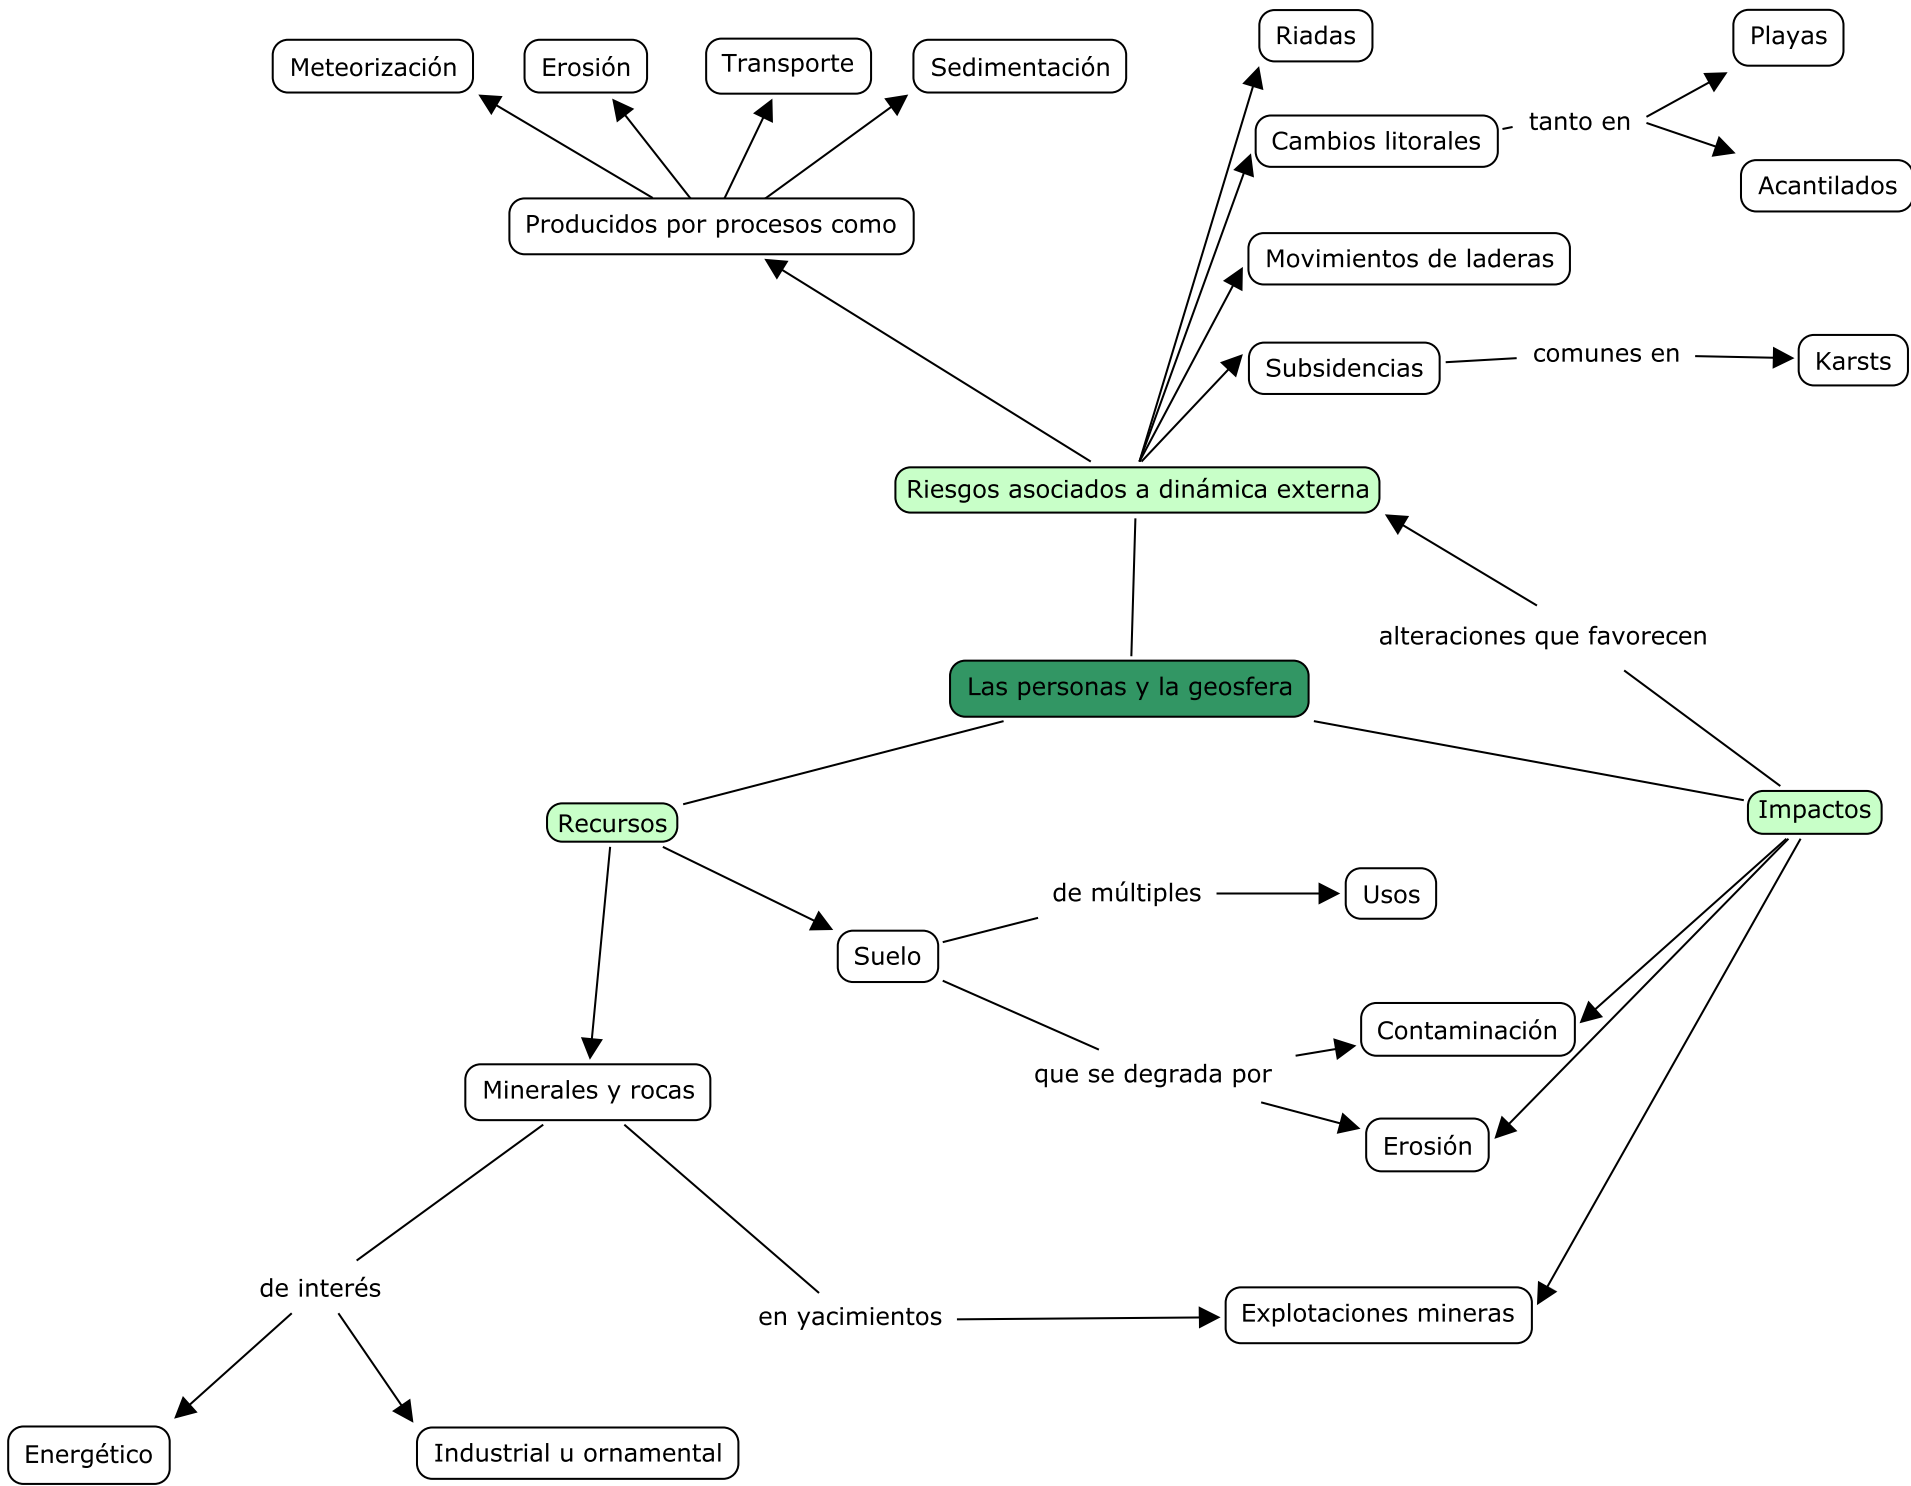 Riadas
Playas
Meteorización
Erosión
Transporte
Sedimentación
Cambios litorales
tanto en
Acantilados
Producidos por procesos como
Movimientos de laderas
Subsidencias
comunes en
Karsts
Riesgos asociados a dinámica externa
alteraciones que favorecen
Las personas y la geosfera
Recursos
Impactos
de múltiples
Usos
Suelo
Contaminación
que se degrada por
Minerales y rocas
Erosión
de interés
en yacimientos
Explotaciones mineras
Energético
Industrial u ornamental